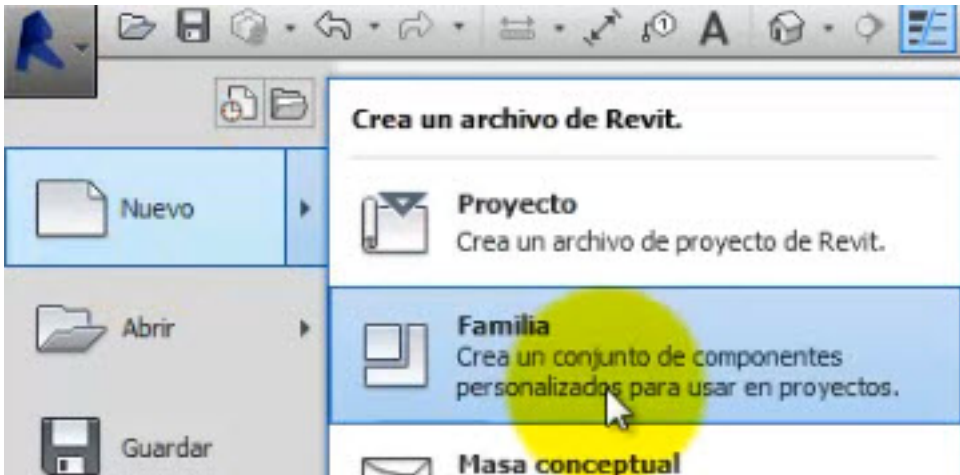 Crea un archivo de Revit.
Nuevo
Proyecto
Crea un archivo de proyecto de Revit.
Abrir
Familia
Crea un conjunto de componentes
personalizados para usar en proyectos.
Guardar
Masa conceptual